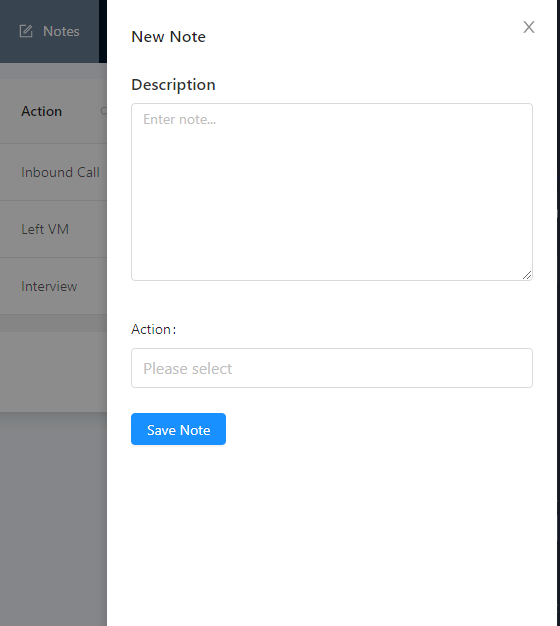 Notes
New Note
Description
Enter note...
Action
Inbound Call
Left VM
Interview
Action:
Please select
Save Note